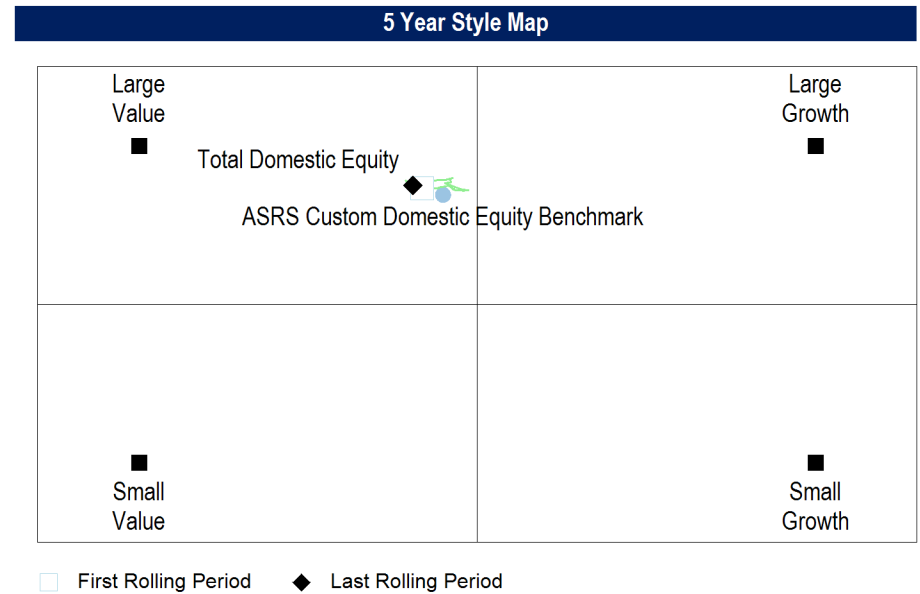 5 Year Style Map
Large
Value
Large
Growth
Total Domestic Equity
ASRS Custom Domestic Equity Benchmark
Small
Value
Small
Growth
First Rolling Period
Last Rolling Period